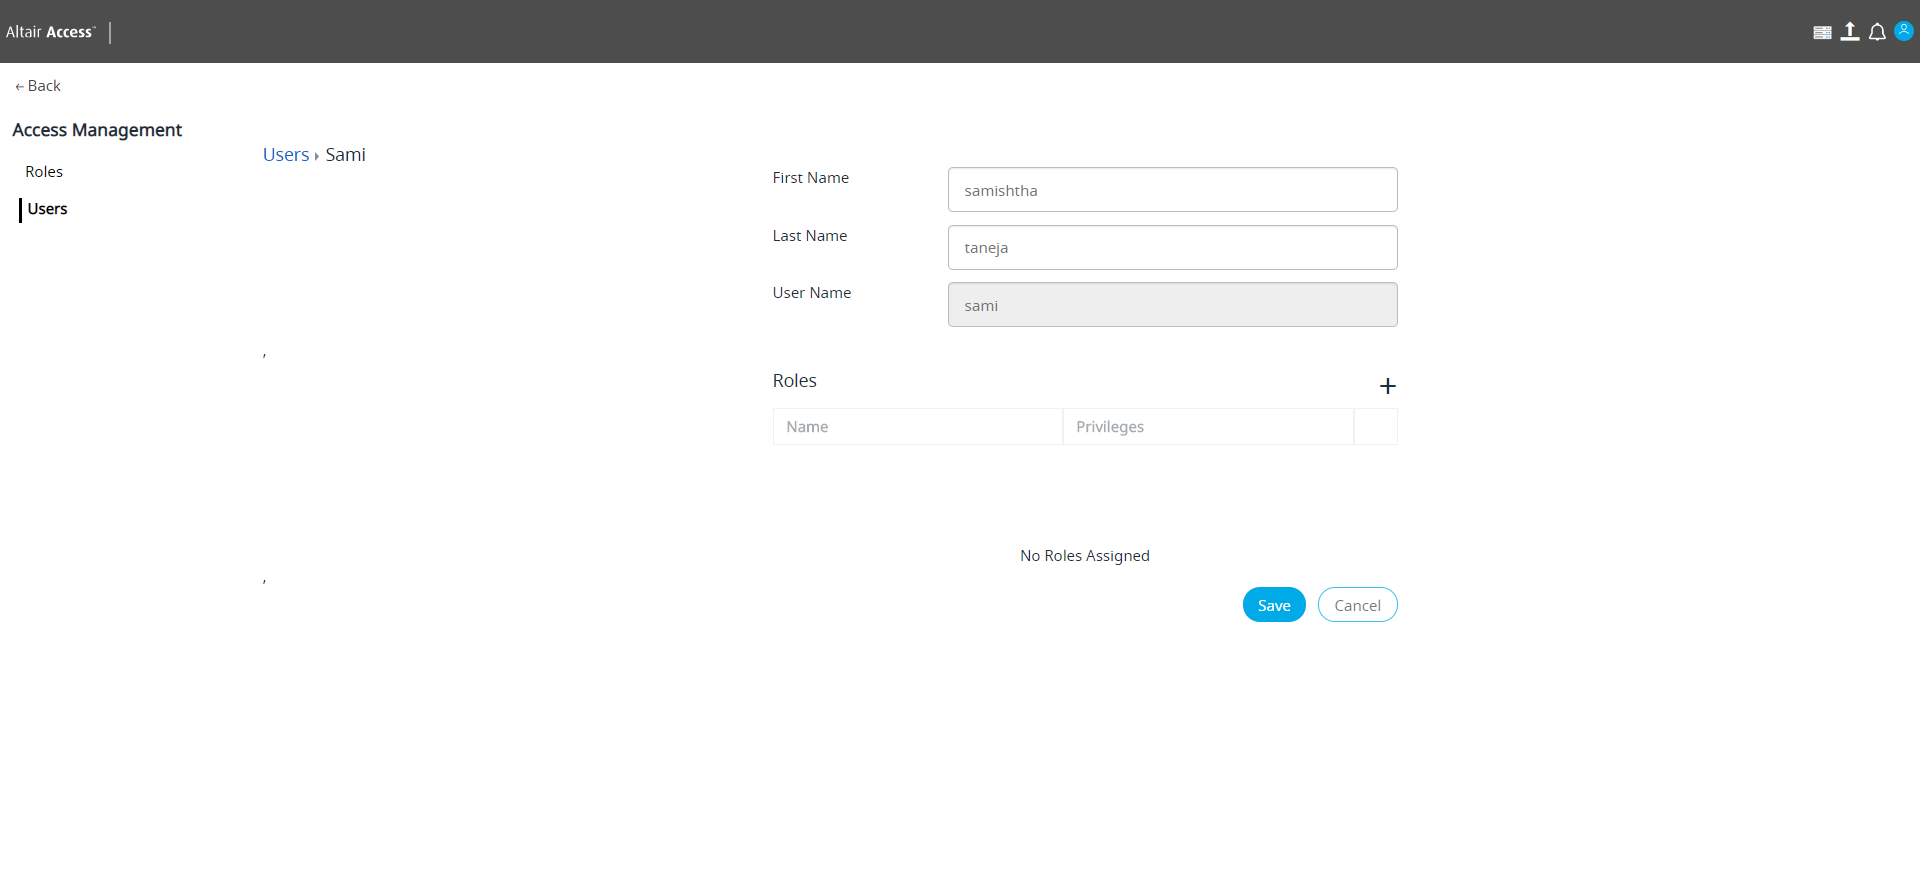 Altair Access™
← Back
Access Management
Roles
Users
Users ▸ Sami
First Name
samishtha
Last Name
taneja
User Name
sami
,
Roles
+
Name Privileges
No Roles Assigned
,
Save Cancel